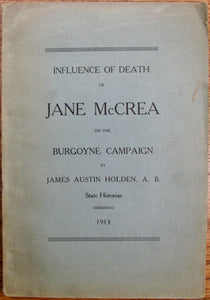 INFLUENCE OF DEATH
OF
JANE McCREA
ON THE
BURGOYNE CAMPAIGN
BY
JAMES AUSTIN HOLDEN, A. B.
State Historian
1913